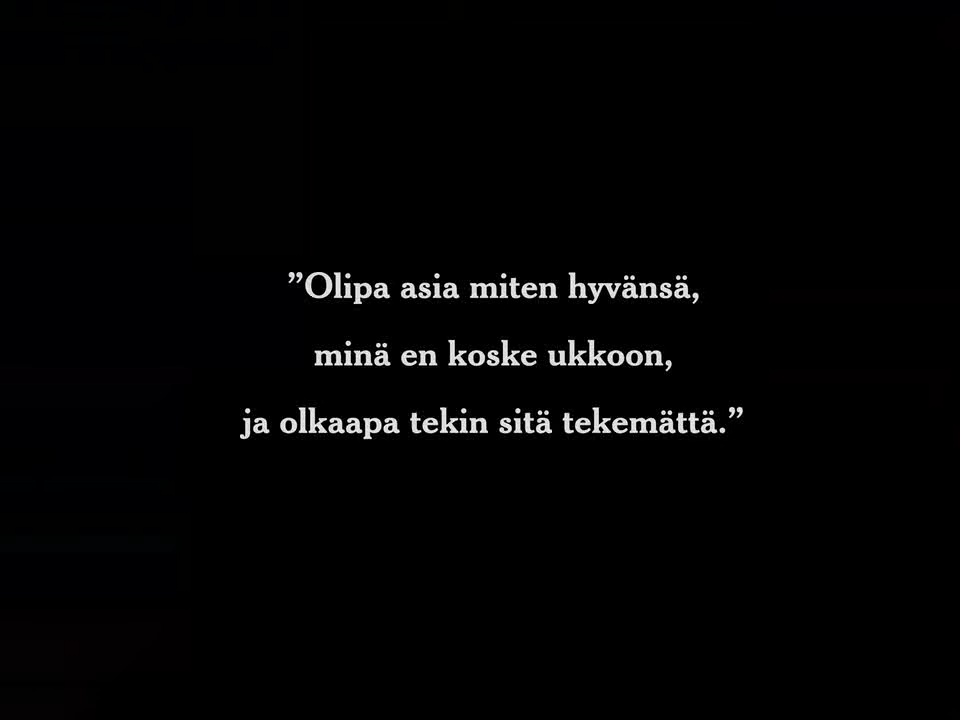 ”Olipa asia miten hyvänsä,
minä en koske ukkoon,
ja olkaapa tekin sitä tekemättä.”